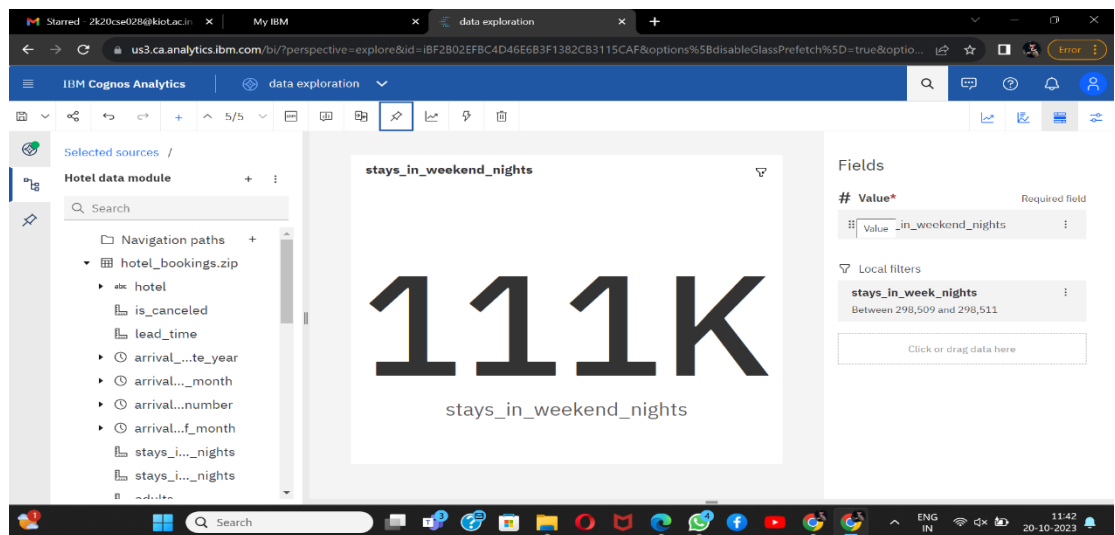 Starred - 2k20cse028@kiot.ac.in
My IBM
data exploration
us3.ca.analytics.ibm.com/bi/?perspective=explore&id=iBF2B02EFBC4D46E6B3F1382CB3115CAF&options%5BdisableGlassPrefetch%5D=true&optio...
Error
IBM Cognos Analytics
data exploration
5/5
Selected sources /
Hotel data module
Search
Navigation paths
hotel_bookings.zip
abc hotel
is_canceled
lead_time
arrival_...te_year
arrival..._month
arrival...number
arrival...f_month
stays_i..._nights
stays_i..._nights
adults
stays_in_weekend_nights
111K
stays_in_weekend_nights
Fields
# Value*
Required field
Value
_in_weekend_nights
Local filters
stays_in_week_nights
Between 298,509 and 298,511
Click or drag data here
1
Search
3
4
ENG
IN
11:42
20-10-2023